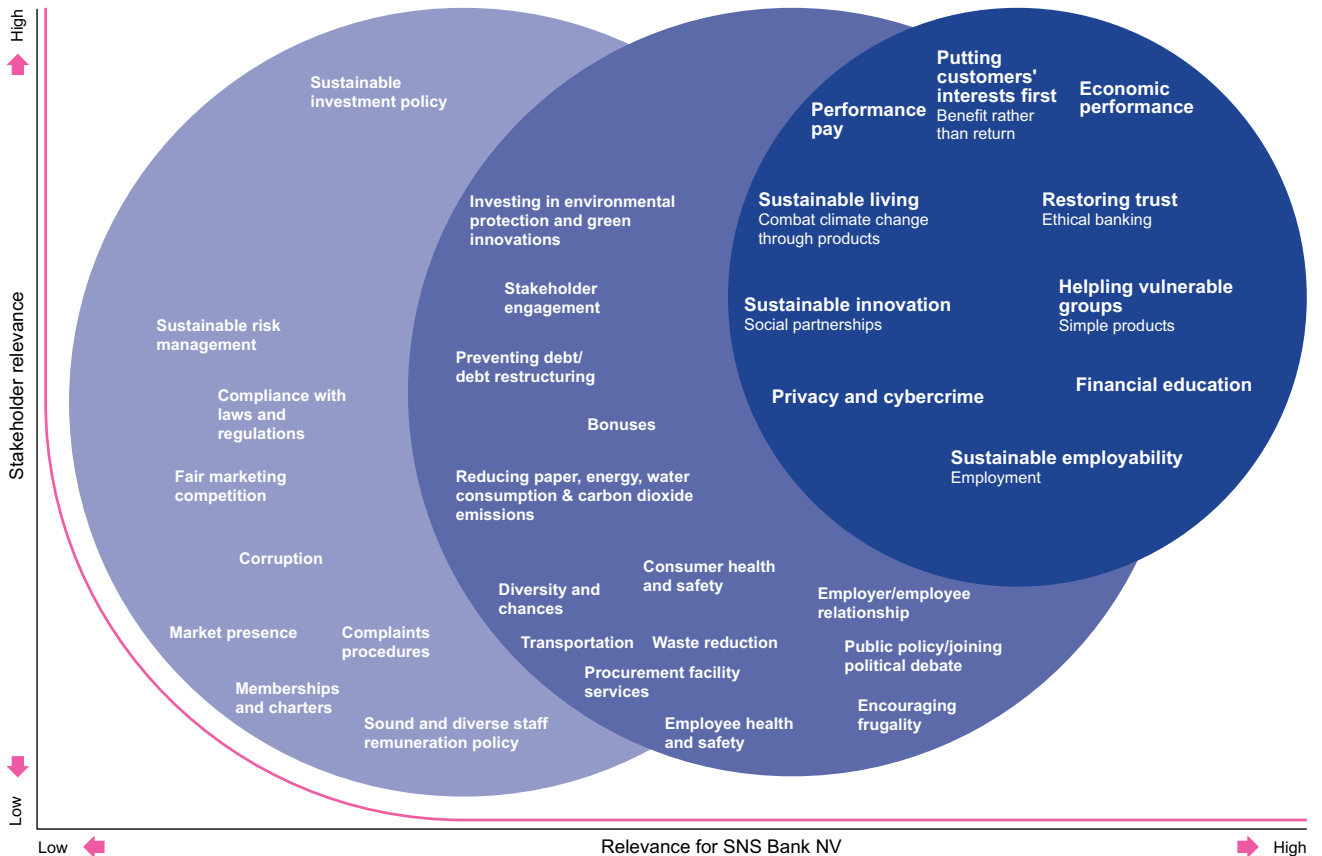 High
Stakeholder relevance
Low
Sustainable
investment policy
Sustainable risk
management
Compliance with
laws and
regulations
Fair marketing
competition
Corruption
Market presence
Complaints
procedures
Memberships
and charters
Sound and diverse staff
remuneration policy
Investing in environmental
protection and green
innovations
Stakeholder
engagement
Preventing debt/
debt restructuring
Bonuses
Reducing paper, energy, water
consumption & carbon dioxide
emissions
Consumer health
and safety
Diversity and
chances
Transportation
Waste reduction
Procurement facility
services
Employee health
and safety
Employer/employee
relationship
Public policy/joining
political debate
Encouraging
frugality
Performance
pay
Putting
customers'
interests first
Benefit rather
than return
Economic
performance
Sustainable living
Combat climate change
through products
Restoring trust
Ethical banking
Sustainable innovation
Social partnerships
Helpling vulnerable
groups
Simple products
Privacy and cybercrime
Financial education
Sustainable employability
Employment
Low
Relevance for SNS Bank NV
High